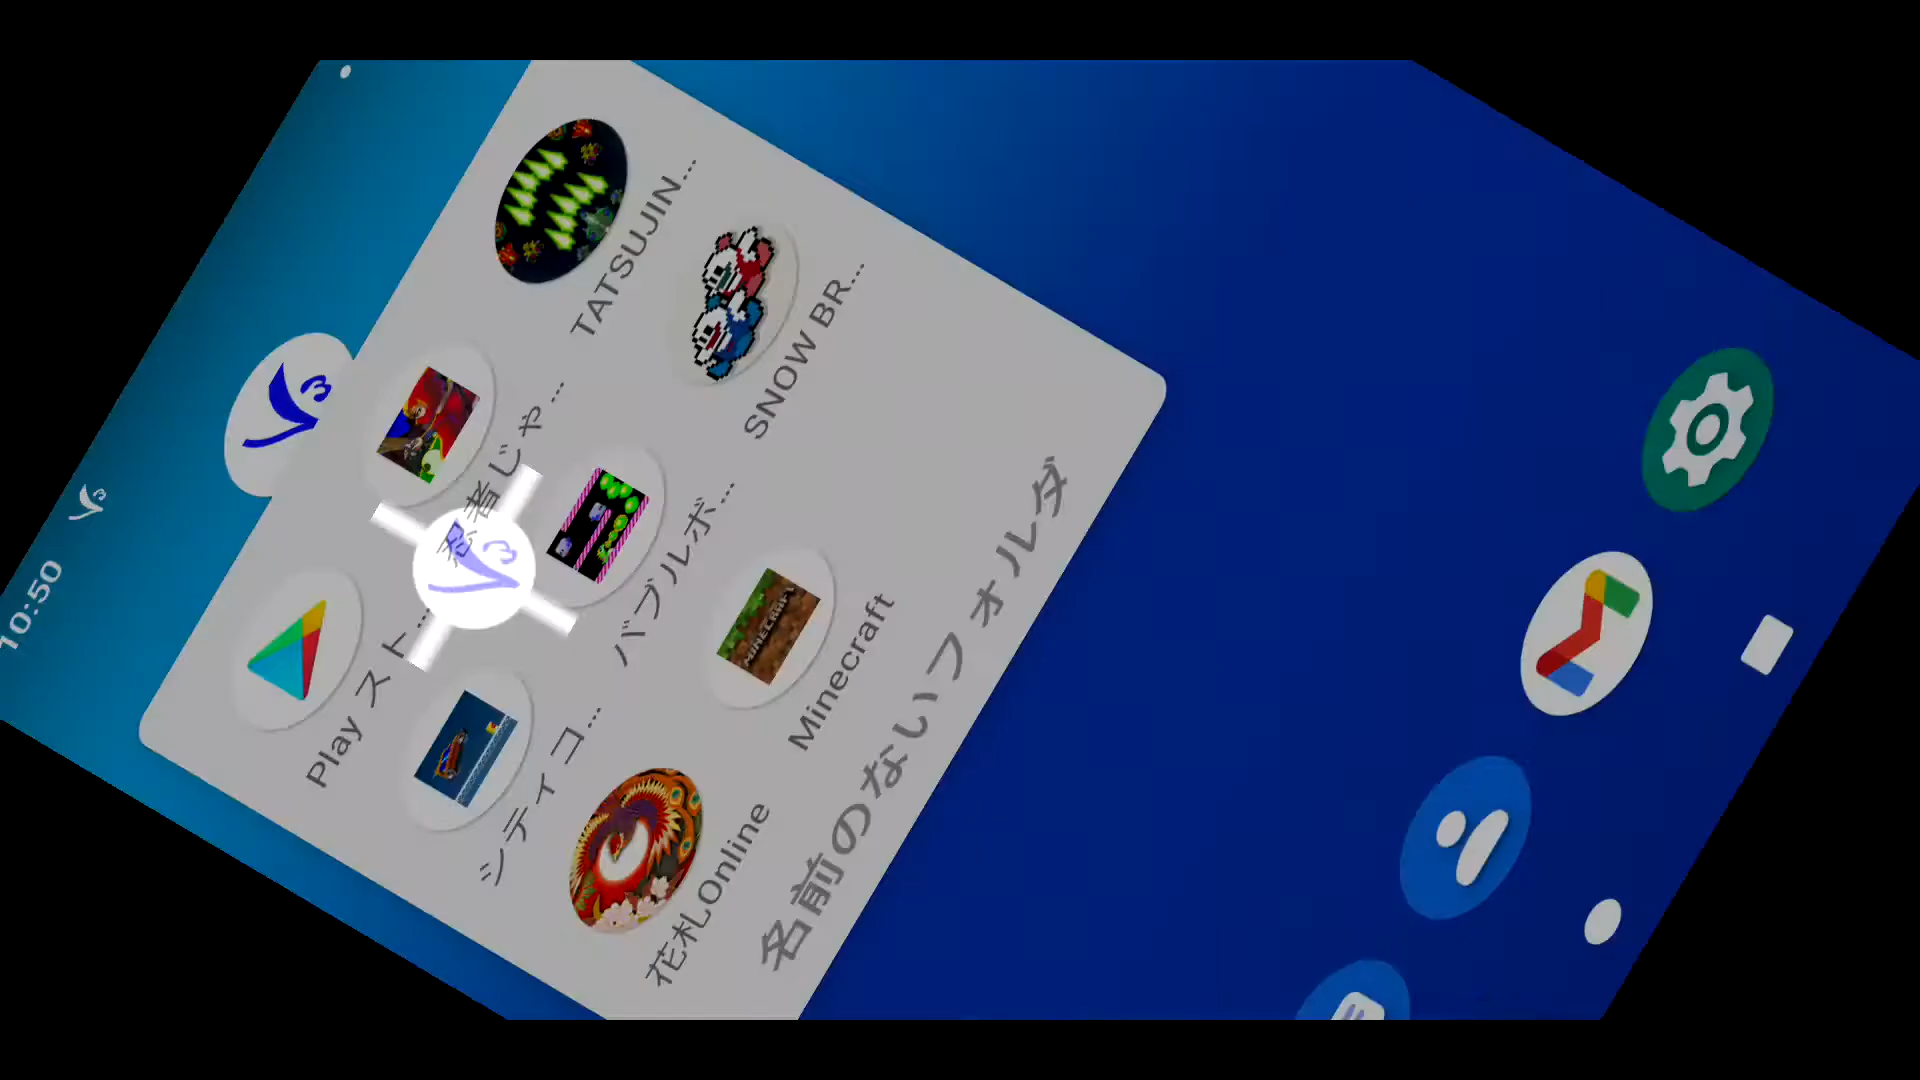 10:50
Play スト...
忍者じゃ...
TATSUJIN...
シティコ...
バブルボ...
SNOW BR...
花札Online
MINECRAFT
Minecraft
名前のないフォルダ